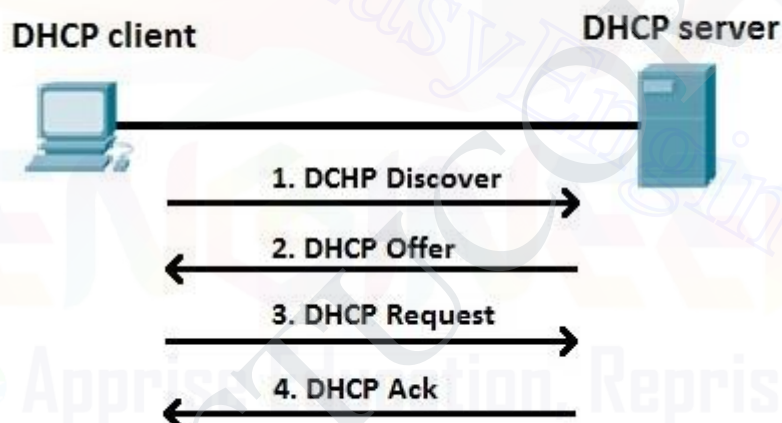 DHCP client
DHCP server
1. DCHP Discover
2. DHCP Offer
3. DHCP Request
4. DHCP Ack